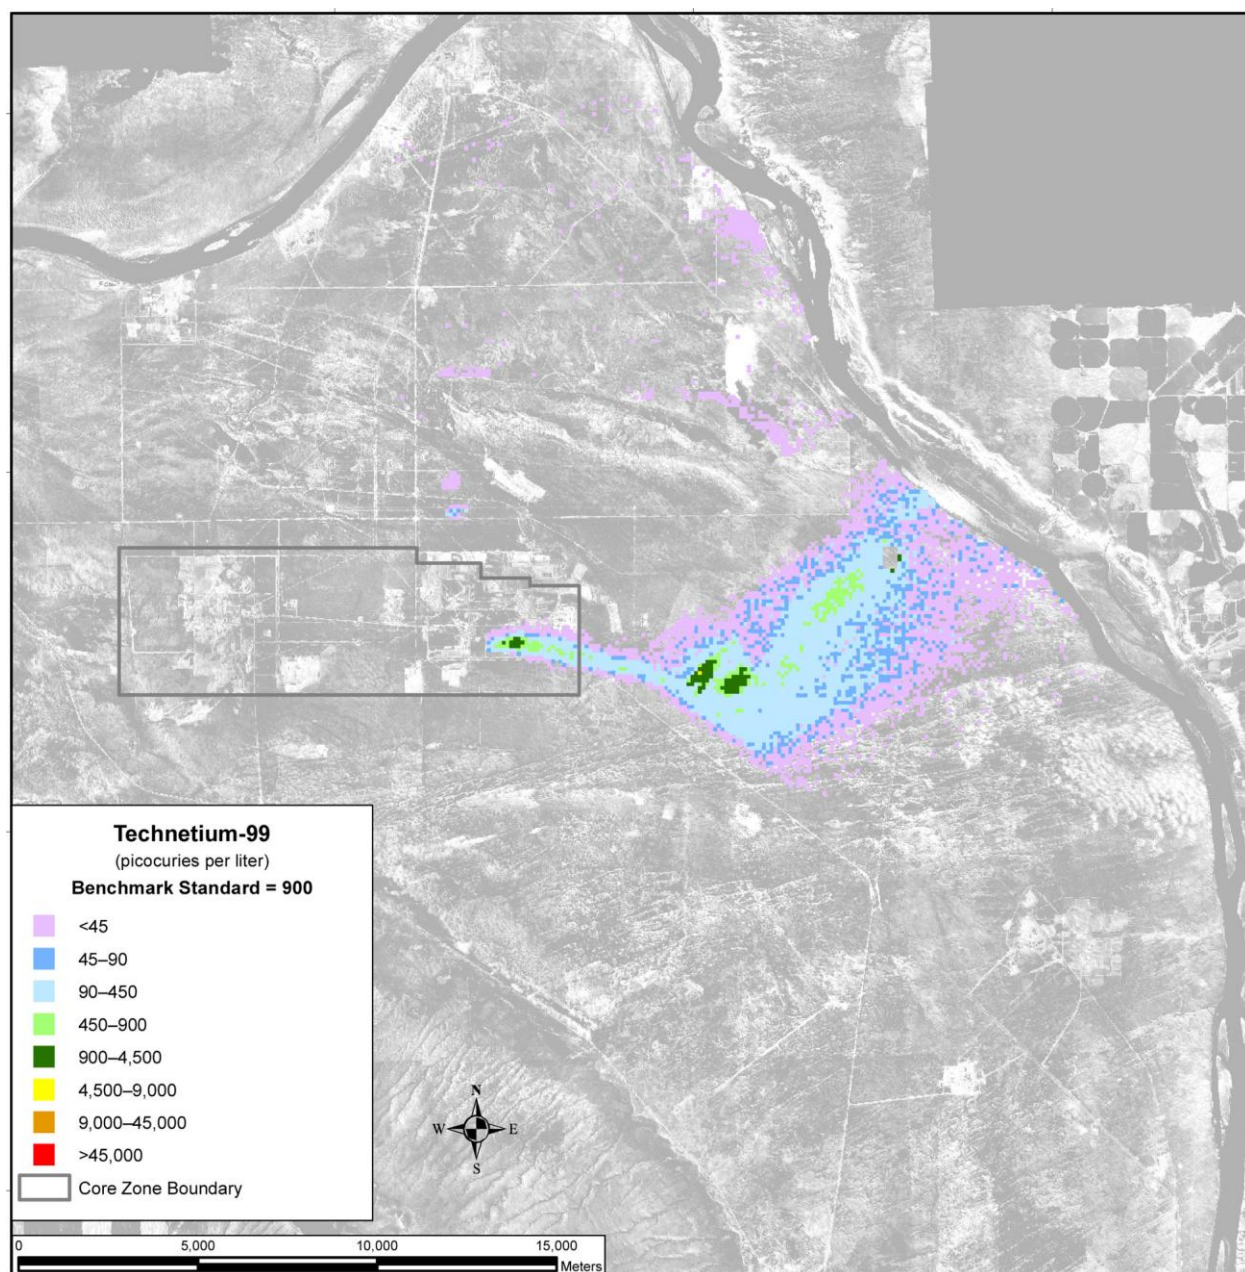 Technetium-99
(picocuries per liter)
Benchmark Standard = 900
<45
45–90
90–450
450–900
900–4,500
4,500–9,000
9,000–45,000
>45,000
Core Zone Boundary
N
W E
S
0 5,000 10,000 15,000
Meters